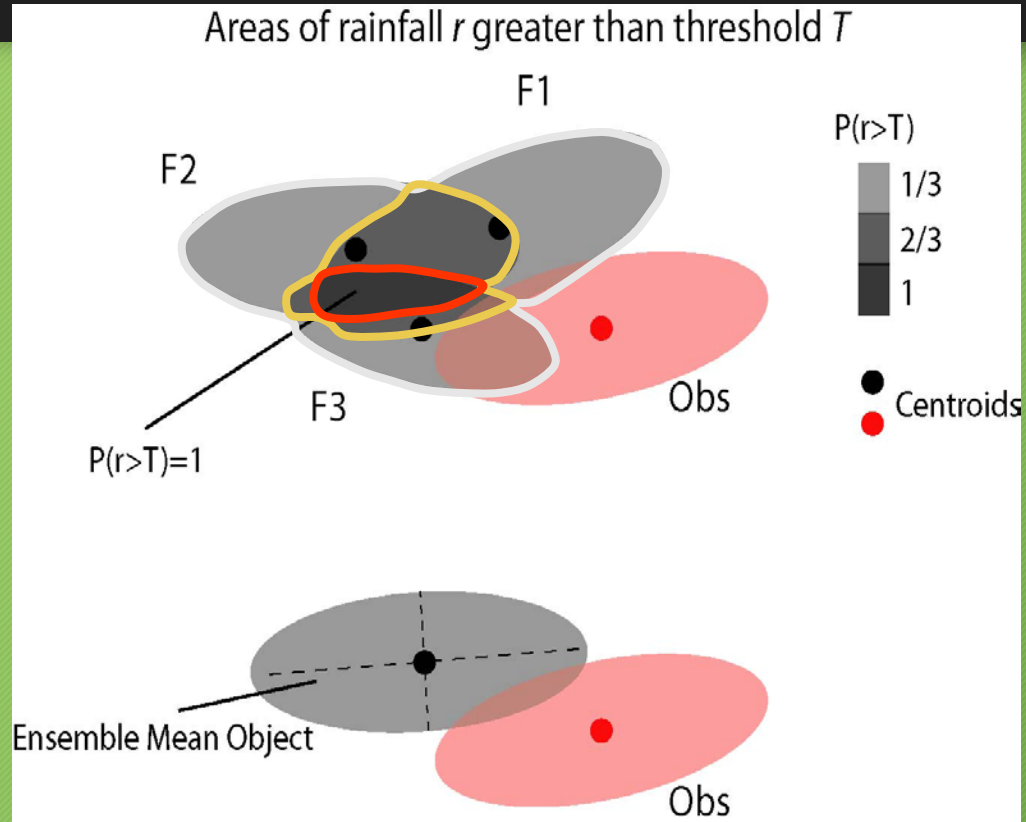 Areas of rainfall r greater than threshold T
F1
P(r>T)
F2
1/3
2/3
1
Obs
Centroids
F3
P(r>T)=1
Ensemble Mean Object
Obs